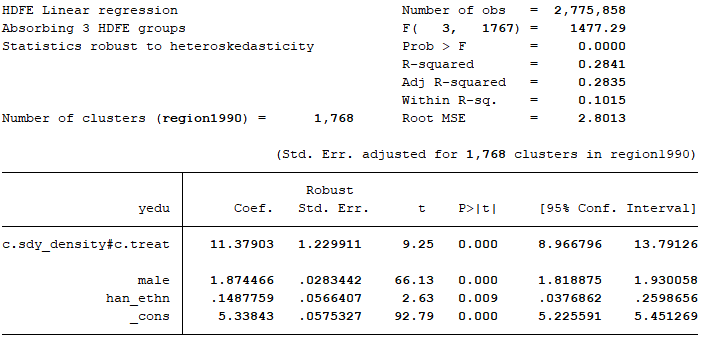 HDFE Linear regression Number of obs = 2,775,858
Absorbing 3 HDFE groups F( 3, 1767) = 1477.29
Statistics robust to heteroskedasticity Prob > F = 0.0000
R-squared = 0.2841
Adj R-squared = 0.2835
Within R-sq. = 0.1015
Number of clusters (region1990) = 1,768 Root MSE = 2.8013
(Std. Err. adjusted for 1,768 clusters in region1990)
Robust
yedu Coef. Std. Err. t P>|t| [95% Conf. Interval]
c.sdy_density#c.treat 11.37903 1.229911 9.25 0.000 8.966796 13.79126
male 1.874466 .0283442 66.13 0.000 1.818875 1.930058
han_ethn .1487759 .0566407 2.63 0.009 .0376862 .2598656
_cons 5.33843 .0575327 92.79 0.000 5.225591 5.451269